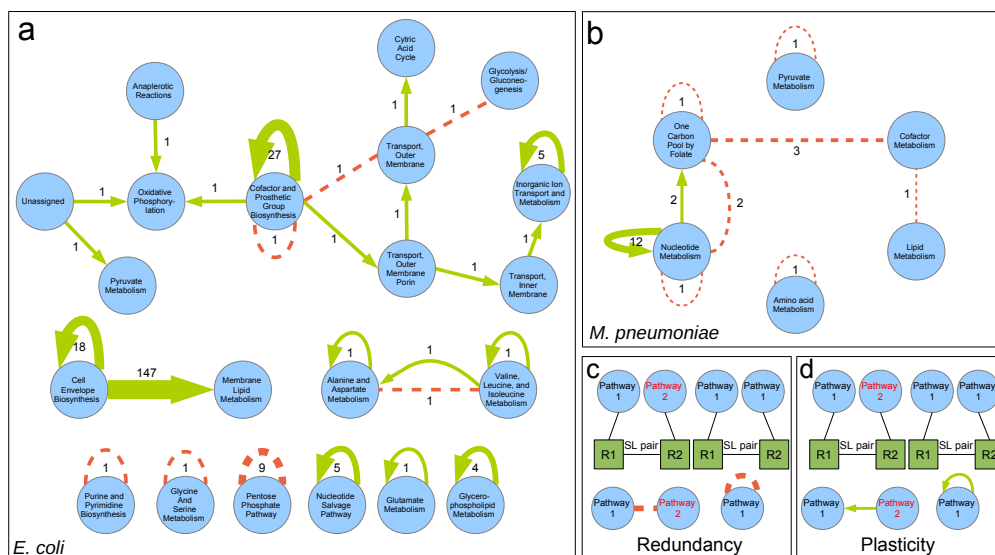 a
Cytric
Acid
Cycle
Anaplerotic
Reactions
Glycolysis/
Gluconeo-
genesis
1
1
1
27
Transport,
Outer
Membrane
5
Unassigned
1
Oxidative
Phosphory-
lation
1
Cofactor and
Prosthetic
Group
Biosynthesis
1
Inorganic Ion
Transport and
Metabolism
1
1
1
1
1
Transport,
Outer
Membrane
Porin
1
Transport,
Inner
Membrane
Pyruvate
Metabolism
18
147
Cell
Envelope
Biosynthesis
Membrane
Lipid
Metabolism
1
1
1
Alanine and
Aspartate
Metabolism
1
Valine,
Leucine, and
Isoleucine
Metabolism
1
1
9
5
1
4
Purine and
Pyrimidine
Biosynthesis
Glycine
And
Serine
Metabolism
Pentose
Phosphate
Pathway
Nucleotide
Salvage
Pathway
Glutamate
Metabolism
Glycero-
phospholipid
Metabolism
E. coli
b
1
Pyruvate
Metabolism
1
One
Carbon
Pool by
Folate
3
Cofactor
Metabolism
2
2
1
12
Nucleotide
Metabolism
Lipid
Metabolism
1
1
Amino acid
Metabolism
M. pneumoniae
c
Pathway
1
Pathway
2
Pathway
1
Pathway
1
R1
SL pair
R2
R1
SL pair
R2
Pathway
1
Pathway
2
Pathway
1
Redundancy
d
Pathway
1
Pathway
2
Pathway
1
Pathway
1
R1
SL pair
R2
R1
SL pair
R2
Pathway
1
Pathway
2
Pathway
1
Plasticity